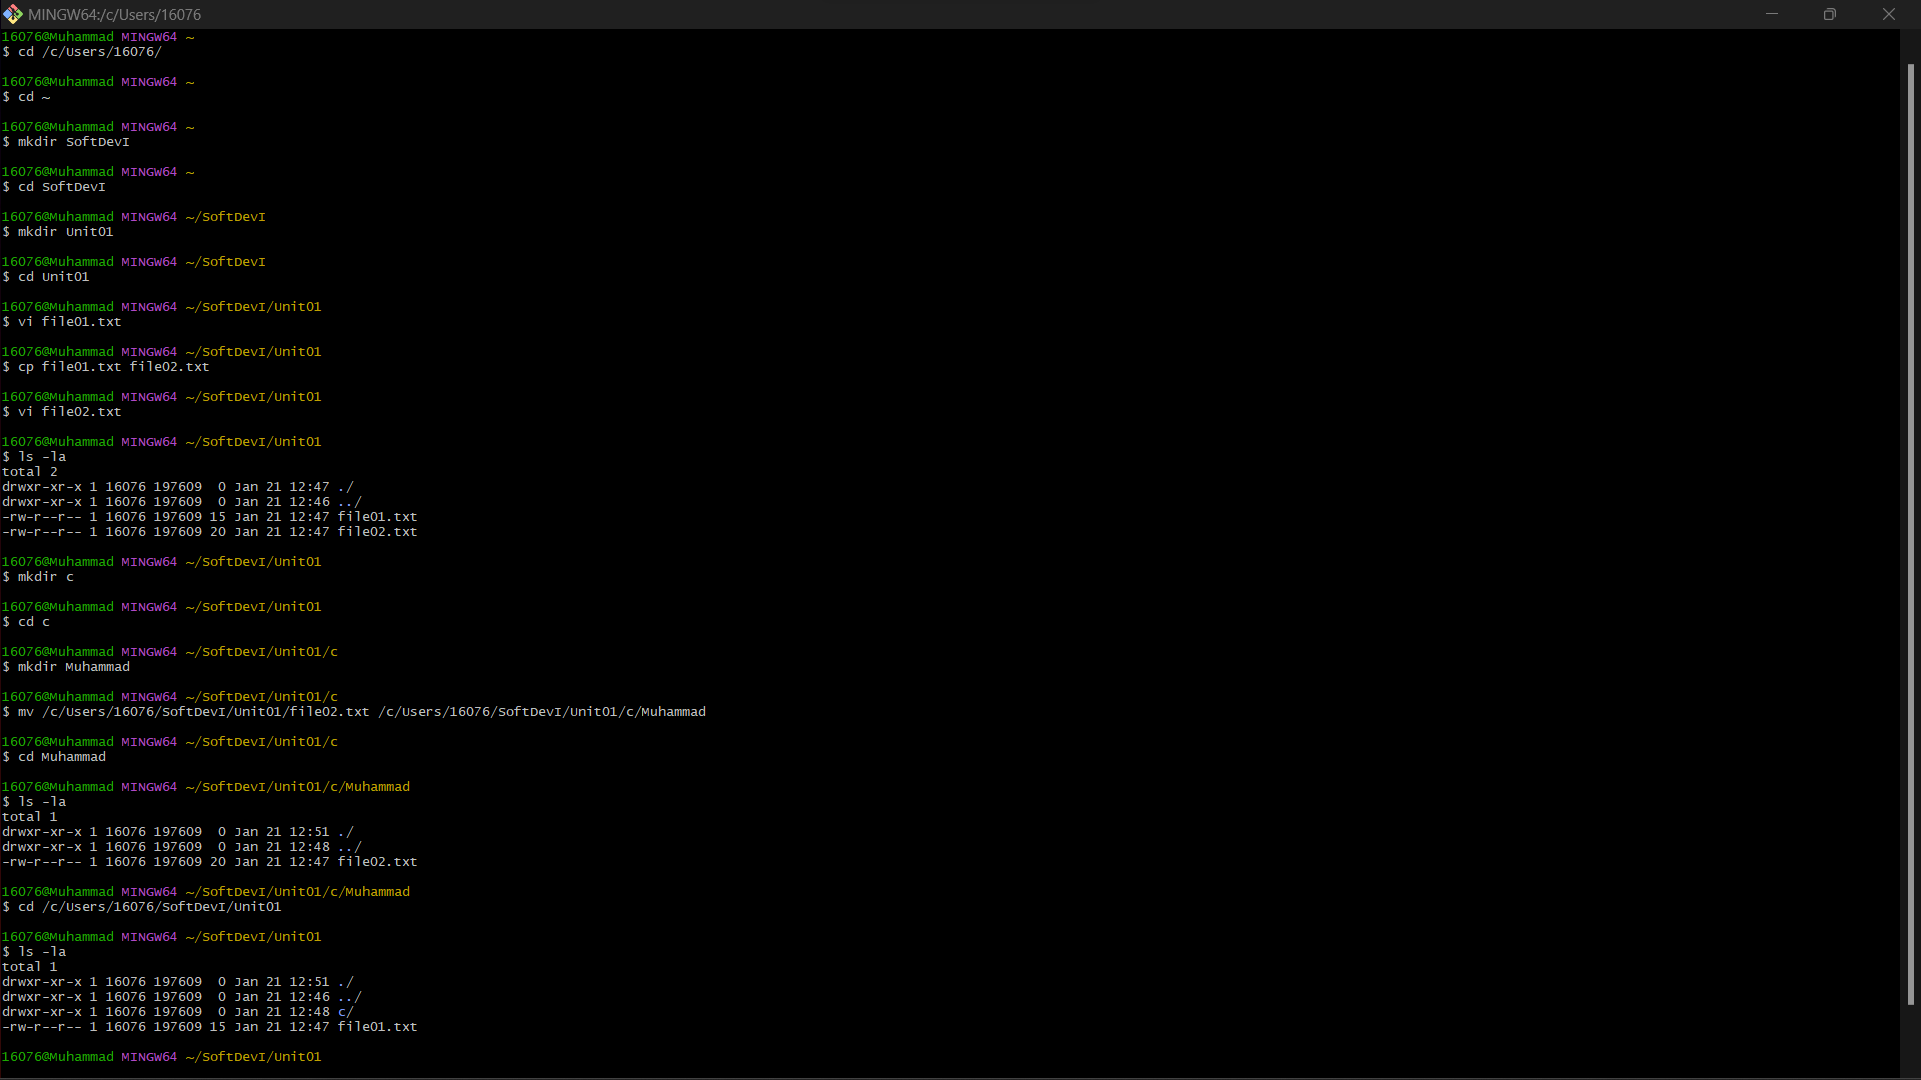 MINGW64:/c/Users/16076
16076@Muhammad MINGW64 ~
$ cd /c/Users/16076/
16076@Muhammad MINGW64 ~
$ cd ~
16076@Muhammad MINGW64 ~
$ mkdir SoftDevI
16076@Muhammad MINGW64 ~
$ cd SoftDevI
16076@Muhammad MINGW64 ~/SoftDevI
$ mkdir Unit01
16076@Muhammad MINGW64 ~/SoftDevI
$ cd Unit01
16076@Muhammad MINGW64 ~/SoftDevI/Unit01
$ vi file01.txt
16076@Muhammad MINGW64 ~/SoftDevI/Unit01
$ cp file01.txt file02.txt
16076@Muhammad MINGW64 ~/SoftDevI/Unit01
$ vi file02.txt
16076@Muhammad MINGW64 ~/SoftDevI/Unit01
$ ls -la
total 2
drwxr-xr-x 1 16076 197609  0 Jan 21 12:47 ./
drwxr-xr-x 1 16076 197609  0 Jan 21 12:46 ../
-rw-r--r-- 1 16076 197609 15 Jan 21 12:47 file01.txt
-rw-r--r-- 1 16076 197609 20 Jan 21 12:47 file02.txt
16076@Muhammad MINGW64 ~/SoftDevI/Unit01
$ mkdir c
16076@Muhammad MINGW64 ~/SoftDevI/Unit01
$ cd c
16076@Muhammad MINGW64 ~/SoftDevI/Unit01/c
$ mkdir Muhammad
16076@Muhammad MINGW64 ~/SoftDevI/Unit01/c
$ mv /c/Users/16076/SoftDevI/Unit01/file02.txt /c/Users/16076/SoftDevI/Unit01/c/Muhammad
16076@Muhammad MINGW64 ~/SoftDevI/Unit01/c
$ cd Muhammad
16076@Muhammad MINGW64 ~/SoftDevI/Unit01/c/Muhammad
$ ls -la
total 1
drwxr-xr-x 1 16076 197609  0 Jan 21 12:51 ./
drwxr-xr-x 1 16076 197609  0 Jan 21 12:48 ../
-rw-r--r-- 1 16076 197609 20 Jan 21 12:47 file02.txt
16076@Muhammad MINGW64 ~/SoftDevI/Unit01/c/Muhammad
$ cd /c/Users/16076/SoftDevI/Unit01
16076@Muhammad MINGW64 ~/SoftDevI/Unit01
$ ls -la
total 1
drwxr-xr-x 1 16076 197609  0 Jan 21 12:51 ./
drwxr-xr-x 1 16076 197609  0 Jan 21 12:46 ../
drwxr-xr-x 1 16076 197609  0 Jan 21 12:48 c/
-rw-r--r-- 1 16076 197609 15 Jan 21 12:47 file01.txt
16076@Muhammad MINGW64 ~/SoftDevI/Unit01